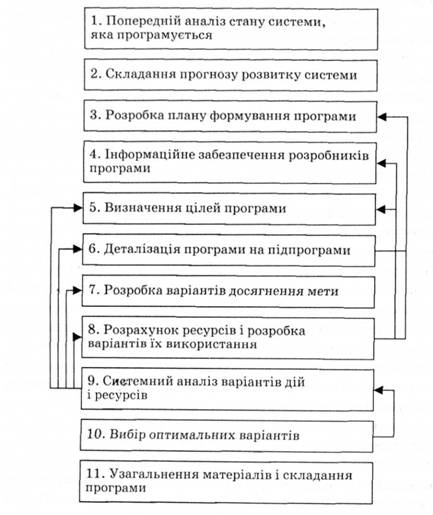 1. Попередній аналіз стану системи,
яка програмується
2. Складання прогнозу розвитку системи
3. Розробка плану формування програми
4. Інформаційне забезпечення розробників
програми
5. Визначення цілей програми
6. Деталізація програми на підпрограми
7. Розробка варіантів досягнення мети
8. Розрахунок ресурсів і розробка
варіантів їх використання
9. Системний аналіз варіантів дій
і ресурсів
10. Вибір оптимальних варіантів
11. Узагальнення матеріалів і складання
програми